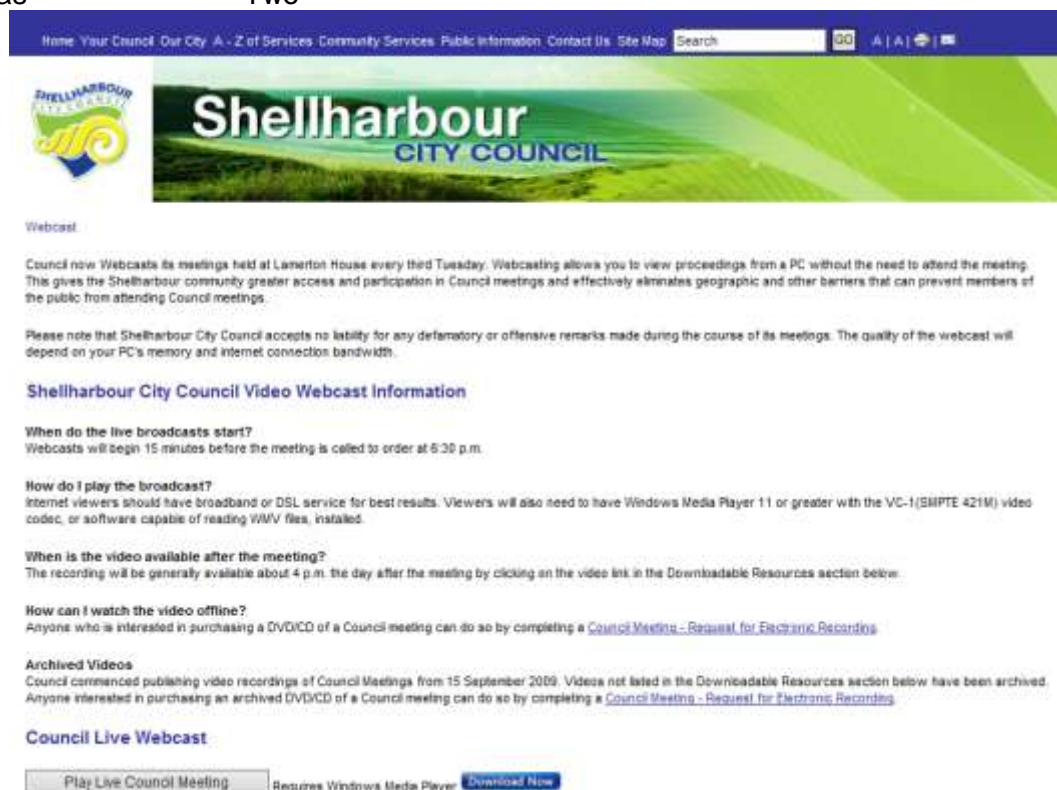 Two
Home Your Council Our City A - Z of Services Community Services Public Information Contact Us Site Map Search GO A | A |
SHELLHARBOUR
CITY COUNCIL
Shellharbour
CITY COUNCIL
Webcast
Council now Webcasts its meetings held at Lamerton House every third Tuesday. Webcasting allows you to view proceedings from a PC without the need to attend the meeting.
This gives the Shellharbour community greater access and participation in Council meetings and effectively eliminates geographic and other barriers that can prevent members of
the public from attending Council meetings.
Please note that Shellharbour City Council accepts no liability for any defamatory or offensive remarks made during the course of its meetings. The quality of the webcast will
depend on your PC's memory and internet connection bandwidth.
Shellharbour City Council Video Webcast Information
When do the live broadcasts start?
Webcasts will begin 15 minutes before the meeting is called to order at 6:30 p.m.
How do I play the broadcast?
Internet viewers should have broadband or DSL service for best results. Viewers will also need to have Windows Media Player 11 or greater with the VC-1(SMPTE 421M) video
codec, or software capable of reading WMV files, installed.
When is the video available after the meeting?
The recording will be generally available about 4 p.m. the day after the meeting by clicking on the video link in the Downloadable Resources section below.
How can I watch the video offline?
Anyone who is interested in purchasing a DVD/CD of a Council meeting can do so by completing a Council Meeting - Request for Electronic Recording.
Archived Videos
Council commenced publishing video recordings of Council Meetings from 15 September 2009. Videos not listed in the Downloadable Resources section below have been archived.
Anyone interested in purchasing an archived DVD/CD of a Council meeting can do so by completing a Council Meeting - Request for Electronic Recording.
Council Live Webcast
Play Live Council Meeting Requires Windows Media Player Download Now